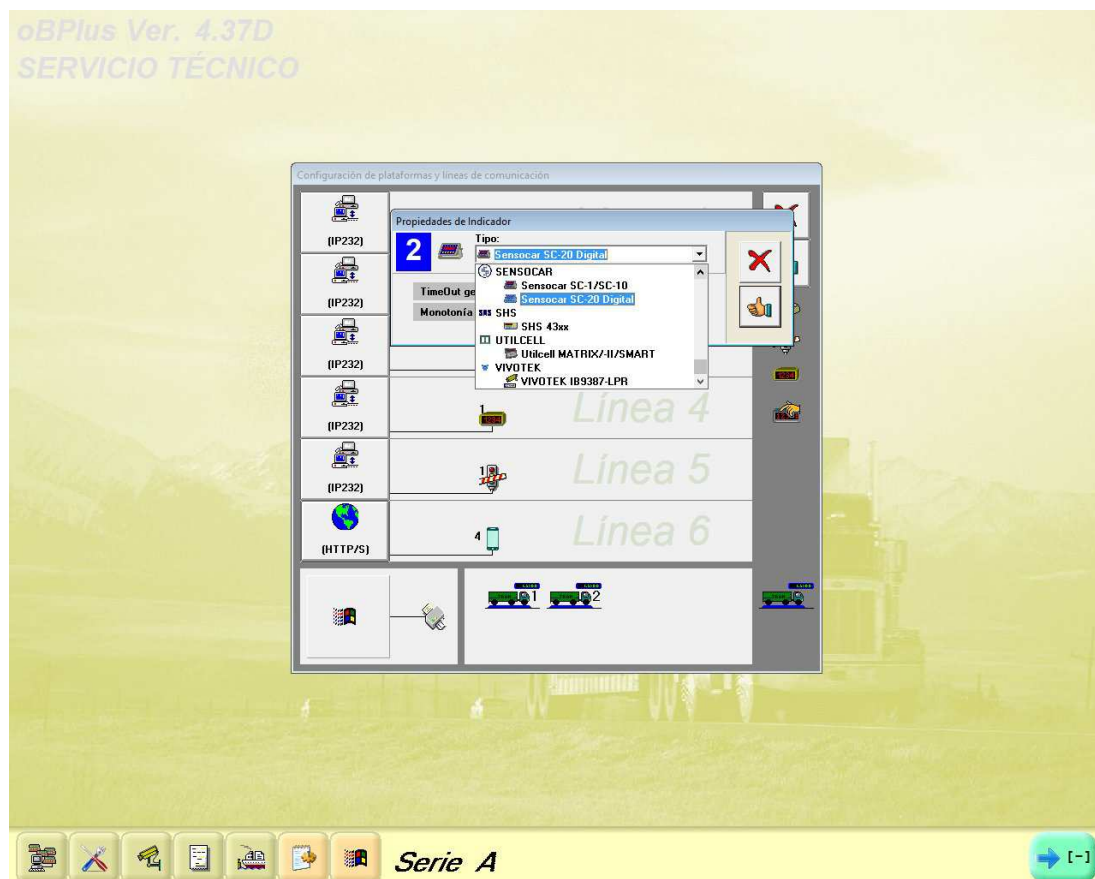 oBPlus Ver. 4.37D
SERVICIO TÉCNICO
Configuración de plataformas y líneas de comunicación
(IP232)
Propiedades de Indicador
2
Tipo:
Sensocar SC-20 Digital
SENSOCAR
Sensocar SC-1/SC-10
Sensocar SC-20 Digital
SHS
SHS 43xx
UTILCELL
Utilcell MATRIX/-II/SMART
VIVOTEK
VIVOTEK IB9387-LPR
TimeOut ge
Monotonía
(IP232)
(IP232)
(IP232)
1
Línea 4
(IP232)
1
Línea 5
(HTTP/S)
4
Línea 6
1
2
Serie A
[-]